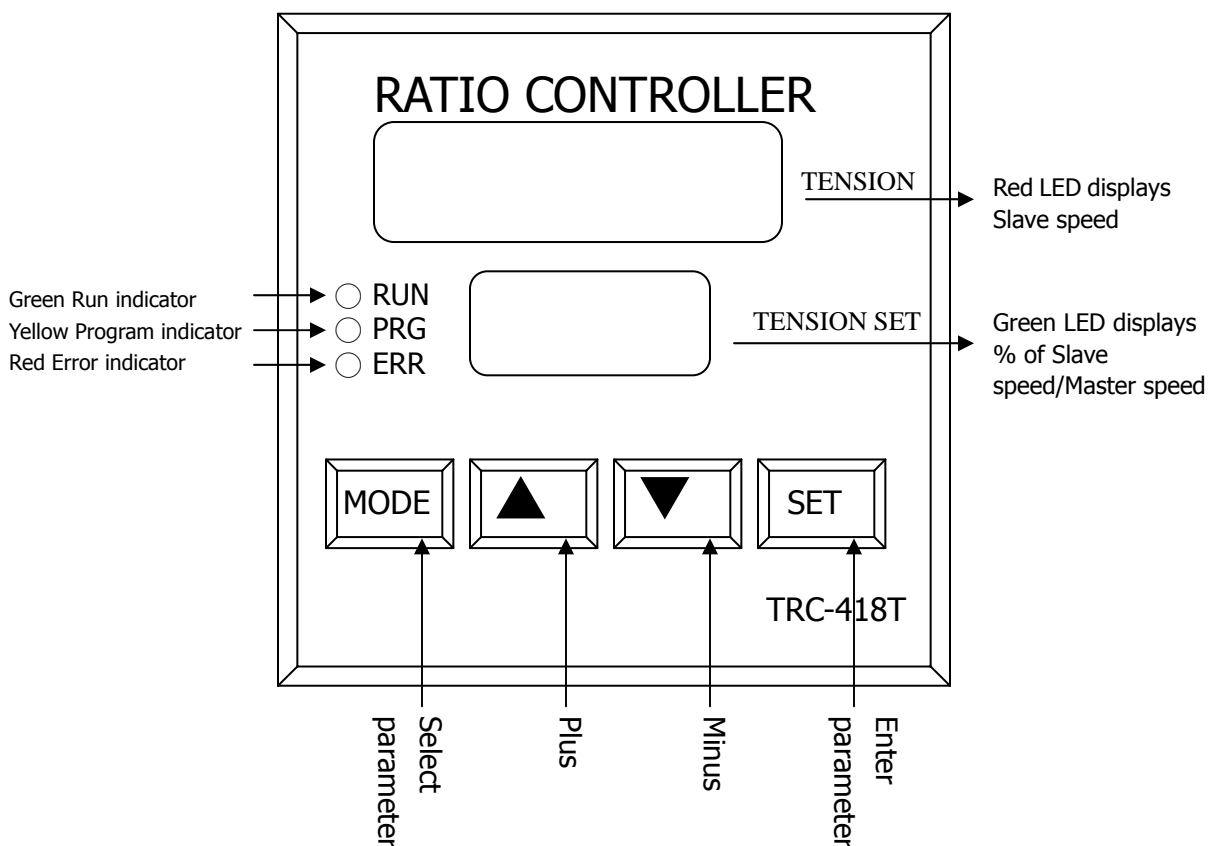 RATIO CONTROLLER
TENSION
Red LED displays
Slave speed
Green Run indicator
RUN
Yellow Program indicator
PRG
Red Error indicator
ERR
TENSION SET
Green LED displays
% of Slave
speed/Master speed
MODE
SET
TRC-418T
Select
parameter
Plus
Minus
Enter
parameter